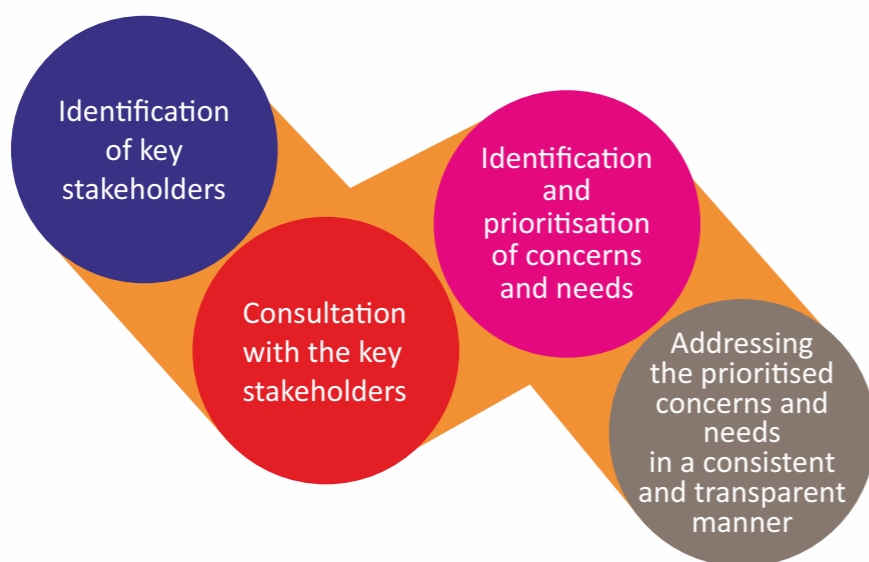 Identification
of key
stakeholders
Consultation
with the key
stakeholders
Identification
and
prioritisation
of concerns
and needs
Addressing
the prioritised
concerns and
needs
in a consistent
and transparent
manner